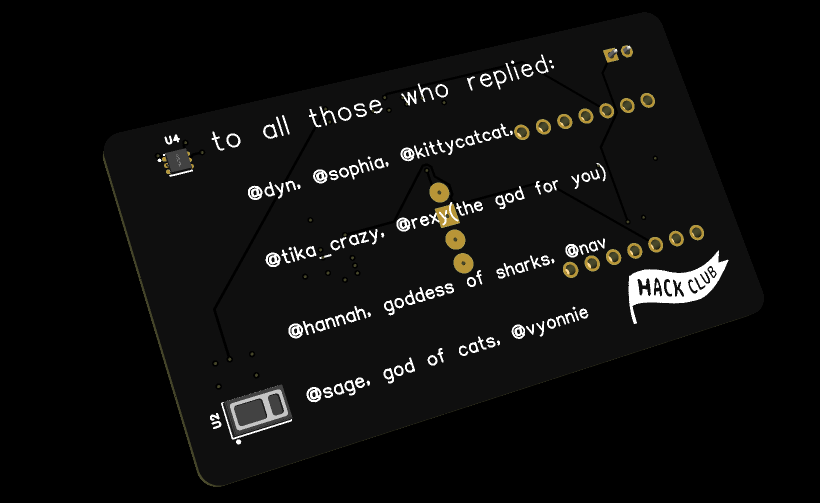 U4
to all those who replied:
@dyn, @sophia, @kittycatcat,
@tika_crazy, @rexy(the god for you)
@hannah, goddess of sharks, @nav
HACK CLUB
@sage, god of cats, @vyonnie
U2